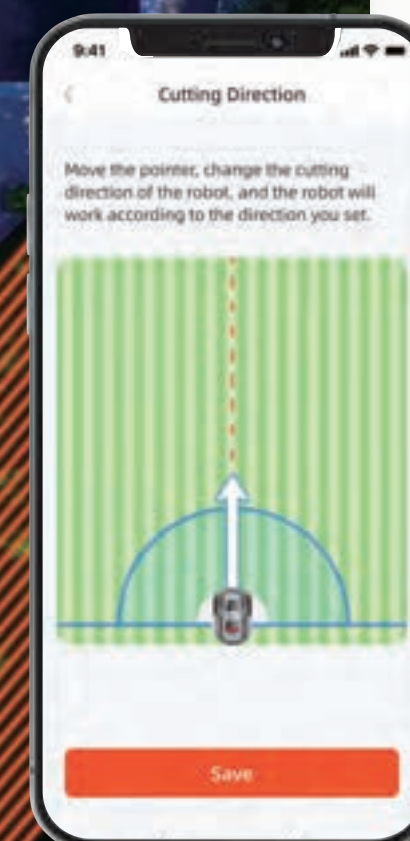 9:41
Cutting Direction
Move the pointer, change the cutting
direction of the robot, and the robot will
work according to the direction you set.
Save